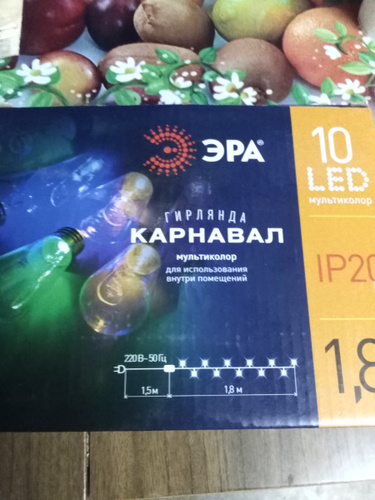 ЭРА®
10
LED
мультиколор
ГИРЛЯНДА
КАРНАВАЛ
мультиколор
для использования
внутри помещений
IP20
220 В ~ 50 Гц
1,5 м
1,8 м
1,8